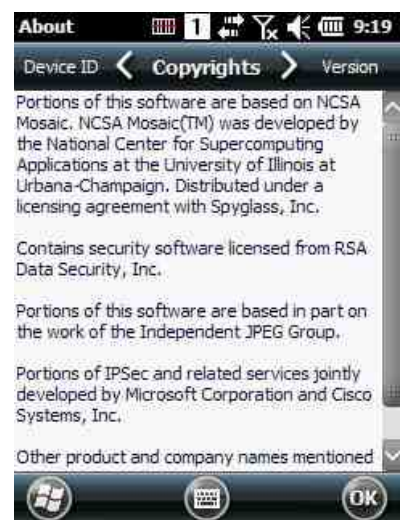 About 1 9:19
Device ID Copyrights Version
Portions of this software are based on NCSA
Mosaic. NCSA Mosaic(TM) was developed by
the National Center for Supercomputing
Applications at the University of Illinois at
Urbana-Champaign. Distributed under a
licensing agreement with Spyglass, Inc.
Contains security software licensed from RSA
Data Security, Inc.
Portions of this software are based in part on
the work of the Independent JPEG Group.
Portions of IPSec and related services jointly
developed by Microsoft Corporation and Cisco
Systems, Inc.
Other product and company names mentioned
OK